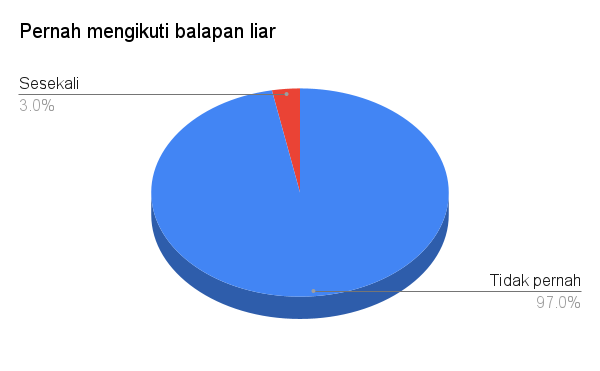 Pernah mengikuti balapan liar
Sesekali
3.0%
Tidak pernah
97.0%